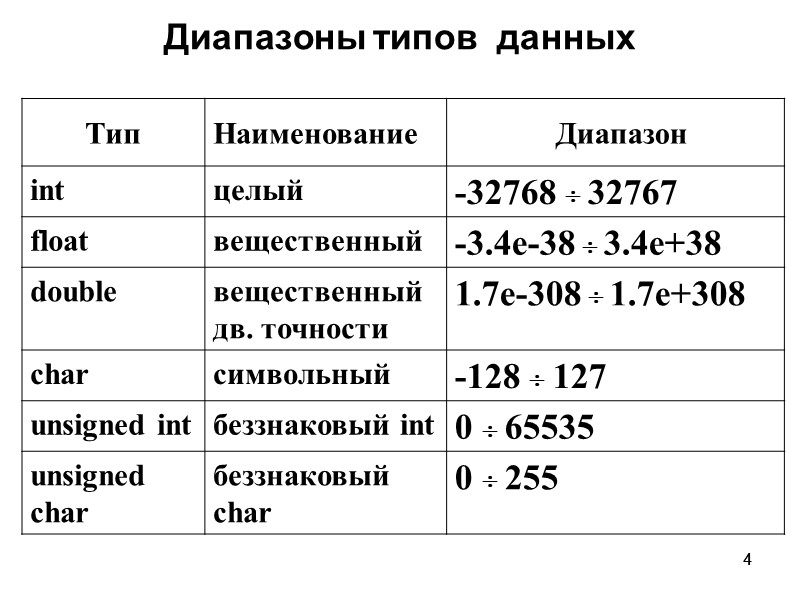 Диапазоны типов данных
Тип Наименование Диапазон
int целый -32768 ÷ 32767
float вещественный -3.4e-38 ÷ 3.4e+38
double вещественный 1.7e-308 ÷ 1.7e+308
дв. точности
char символьный -128 ÷ 127
unsigned int беззнаковый int 0 ÷ 65535
unsigned беззнаковый 0 ÷ 255
char char
4